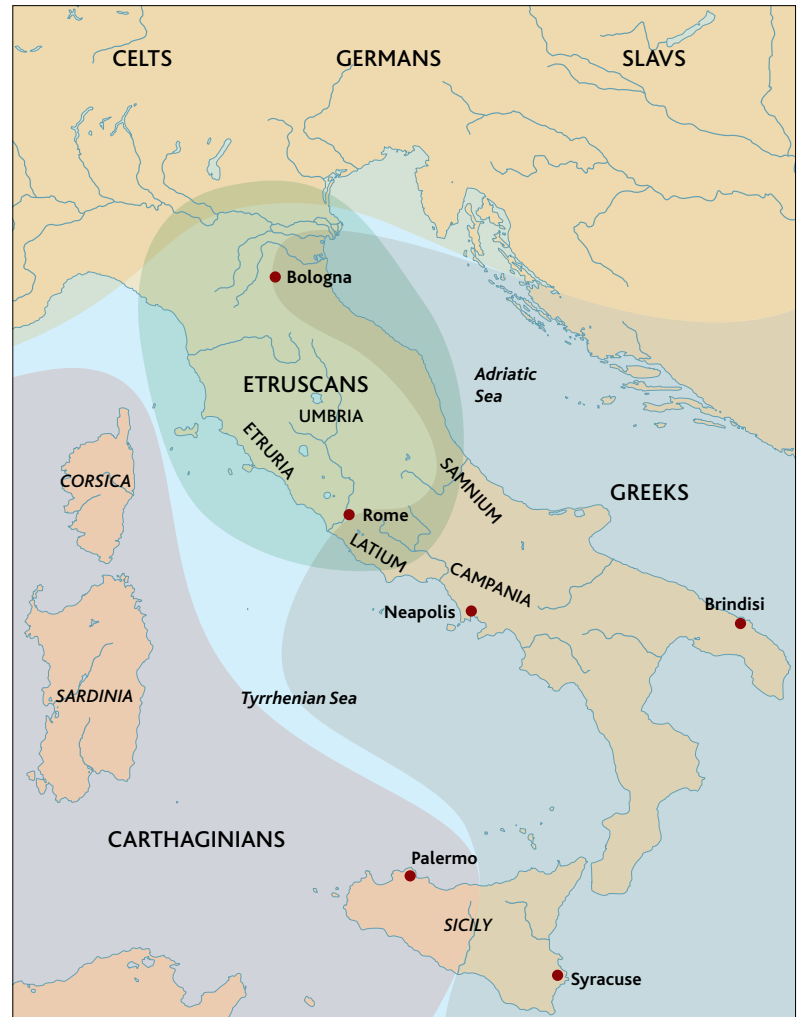 CELTS
GERMANS
SLAVS
Bologna
ETRUSCANS
UMBRIA
ETRURIA
Adriatic
Sea
CORSICA
SAMNIUM
GREEKS
Rome
LATIUM
CAMPANIA
Neapolis
Brindisi
SARDINIA
Tyrrhenian Sea
CARTHAGINIANS
Palermo
SICILY
Syracuse